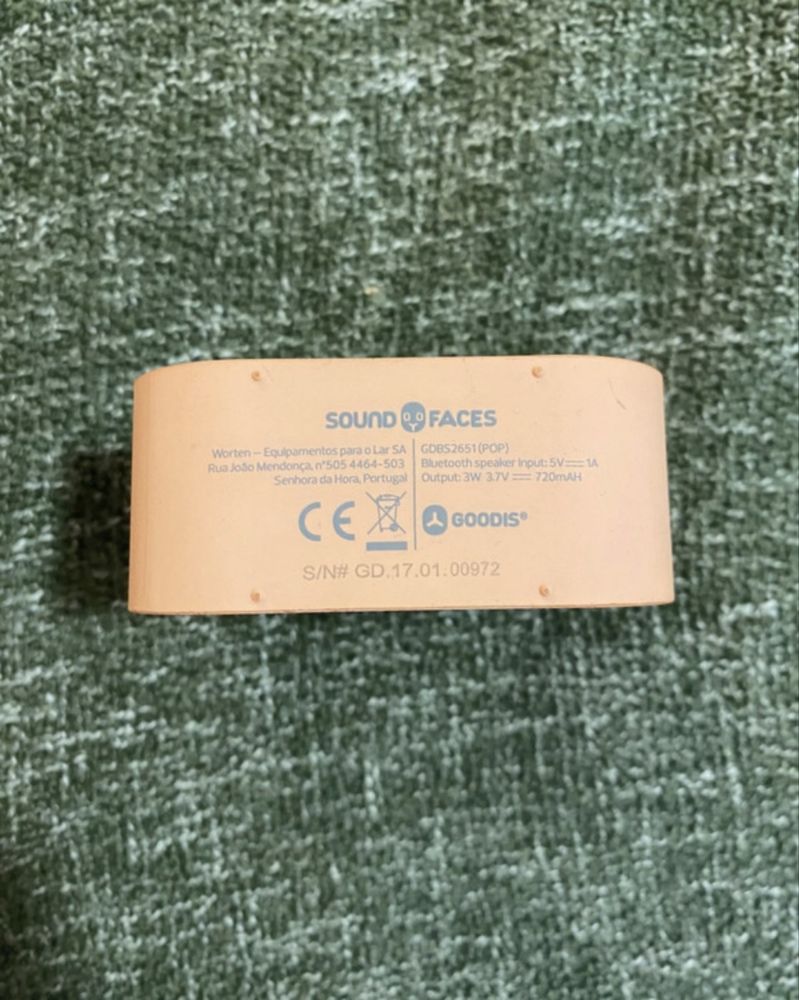 SOUND FACES
Worten – Equipamentos para o Lar SA
Rua João Mendonça, nº505 4464-503
Senhora da Hora, Portugal
GDBS2651 (POP)
Bluetooth speaker Input: 5V⎓1A
Output: 3W 3.7V ⎓ 720mAH
CE
GOODIS®
S/N# GD.17.01.00972